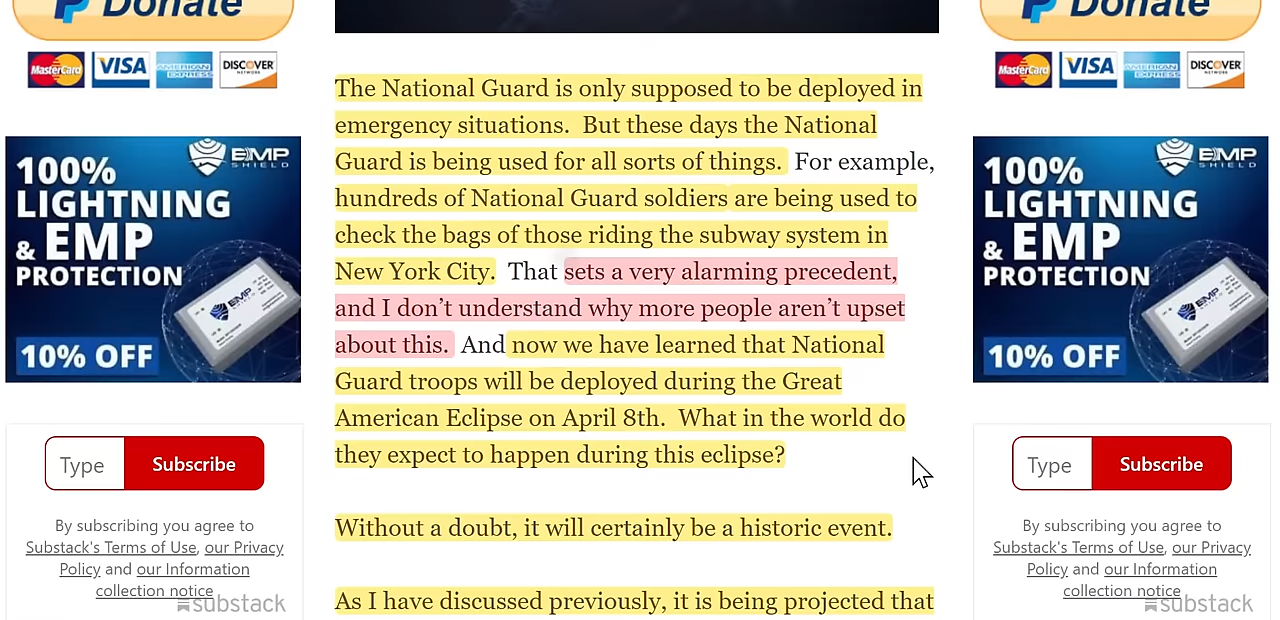 Donate
MasterCard VISA AMERICAN EXPRESS DISCOVER NETWORK
EMP SHIELD
100%
LIGHTNING
& EMP
PROTECTION
10% OFF
Type Subscribe
By subscribing you agree to
Substack's Terms of Use, our Privacy
Policy and our Information
collection notice
substack
The National Guard is only supposed to be deployed in
emergency situations. But these days the National
Guard is being used for all sorts of things. For example,
hundreds of National Guard soldiers are being used to
check the bags of those riding the subway system in
New York City. That sets a very alarming precedent,
and I don’t understand why more people aren’t upset
about this. And now we have learned that National
Guard troops will be deployed during the Great
American Eclipse on April 8th. What in the world do
they expect to happen during this eclipse?
Without a doubt, it will certainly be a historic event.
As I have discussed previously, it is being projected that
Donate
MasterCard VISA AMERICAN EXPRESS DISCOVER NETWORK
EMP SHIELD
100%
LIGHTNING
& EMP
PROTECTION
10% OFF
Type Subscribe
By subscribing you agree to
Substack's Terms of Use, our Privacy
Policy and our Information
collection notice
substack